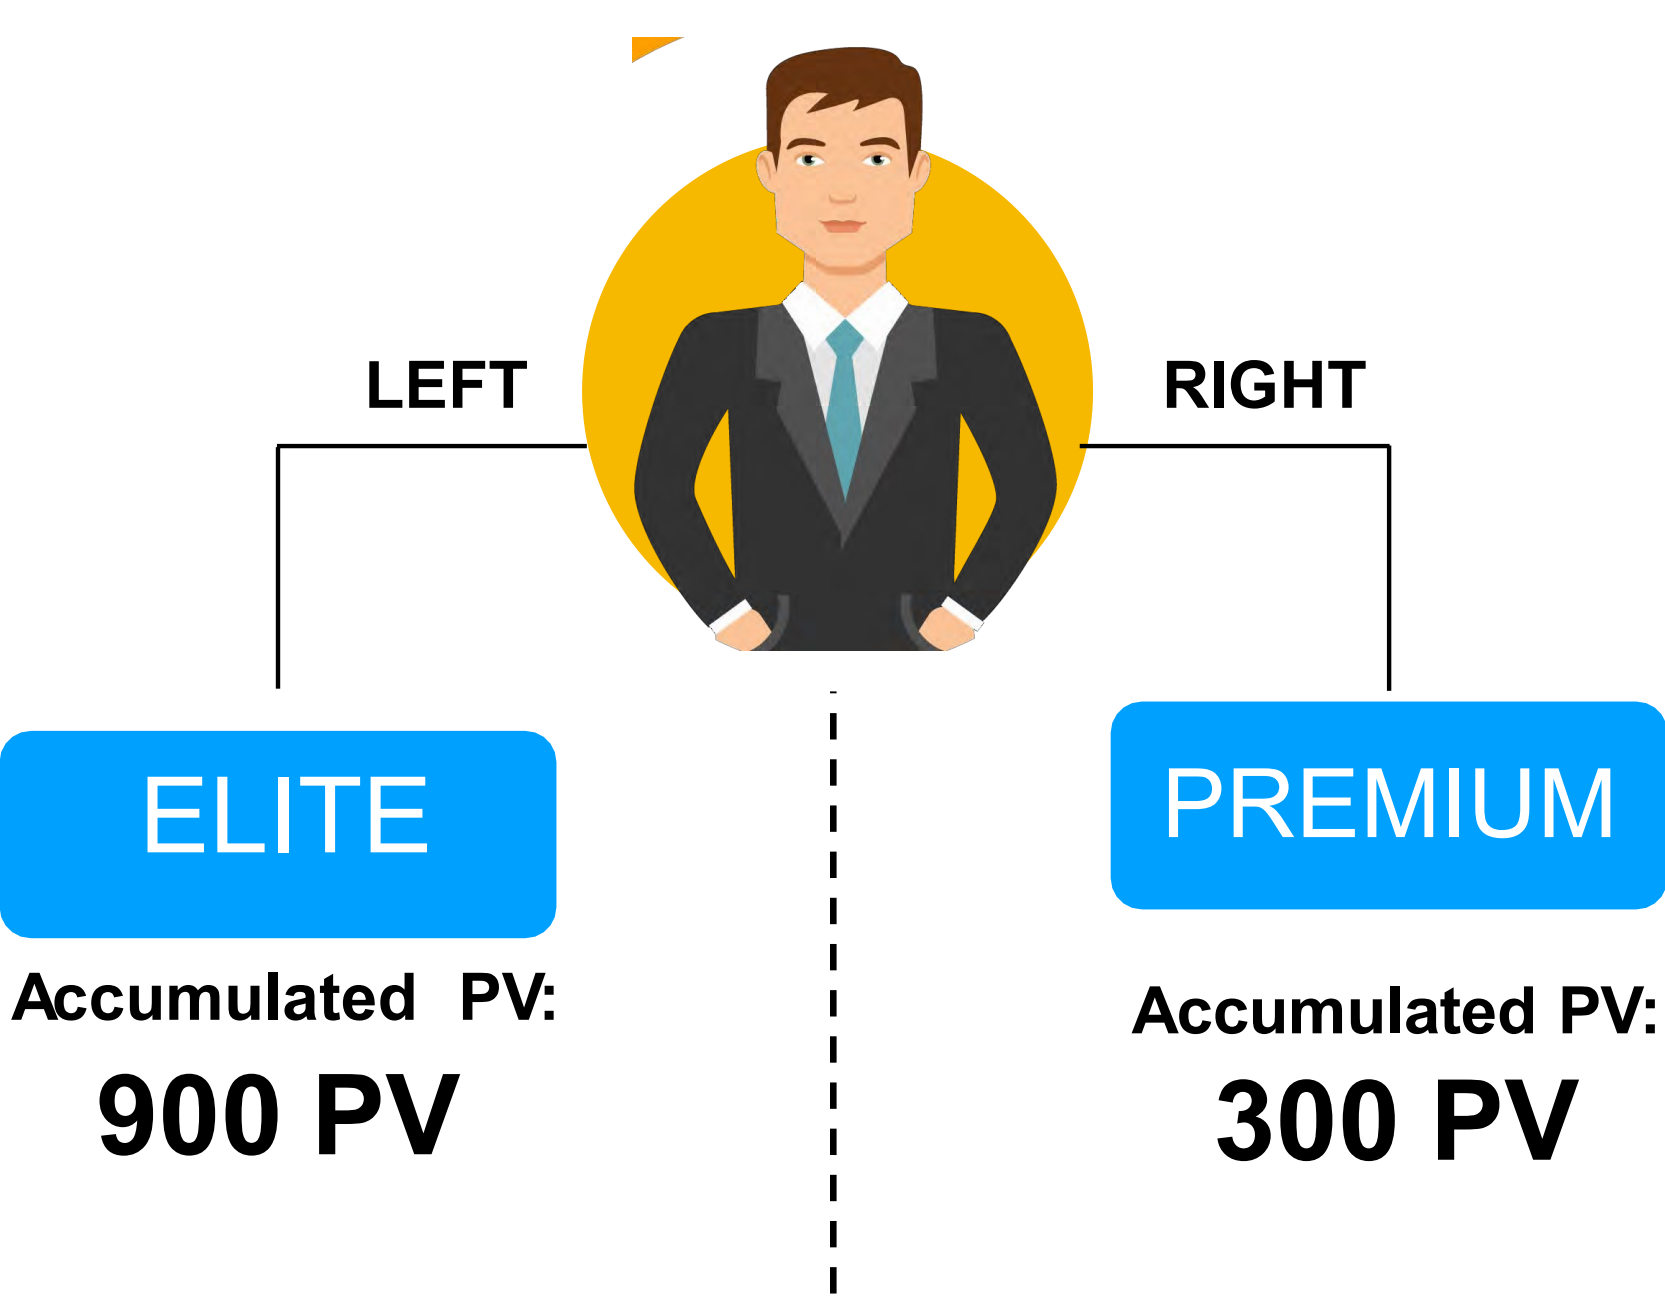 LEFT
RIGHT
ELITE
PREMIUM
Accumulated PV:
900 PV
Accumulated PV:
300 PV